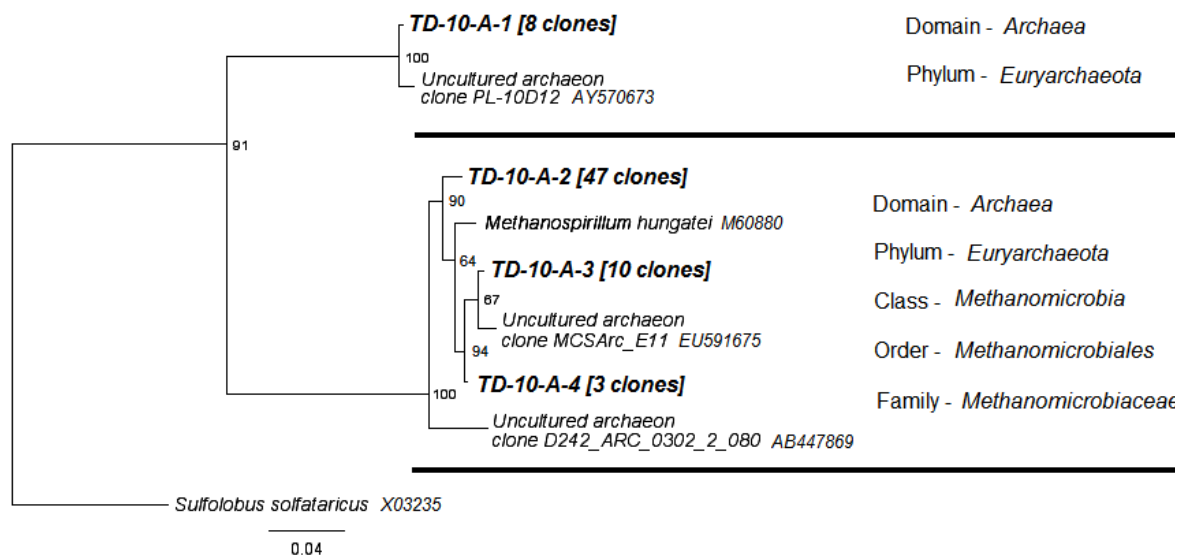 TD-10-A-1 [8 clones]
Domain - Archaea
100
Uncultured archaeon
clone PL-10D12 AY570673
Phylum - Euryarchaeota
91
TD-10-A-2 [47 clones]
90
Domain - Archaea
Methanospirillum hungatei M60880
Phylum - Euryarchaeota
64
TD-10-A-3 [10 clones]
67
Class - Methanomicrobia
Uncultured archaeon
clone MCSArc_E11 EU591675
94
Order - Methanomicrobiales
TD-10-A-4 [3 clones]
100
Family - Methanomicrobiaceae
Uncultured archaeon
clone D242_ARC_0302_2_080 AB447869
Sulfolobus solfataricus X03235
0.04